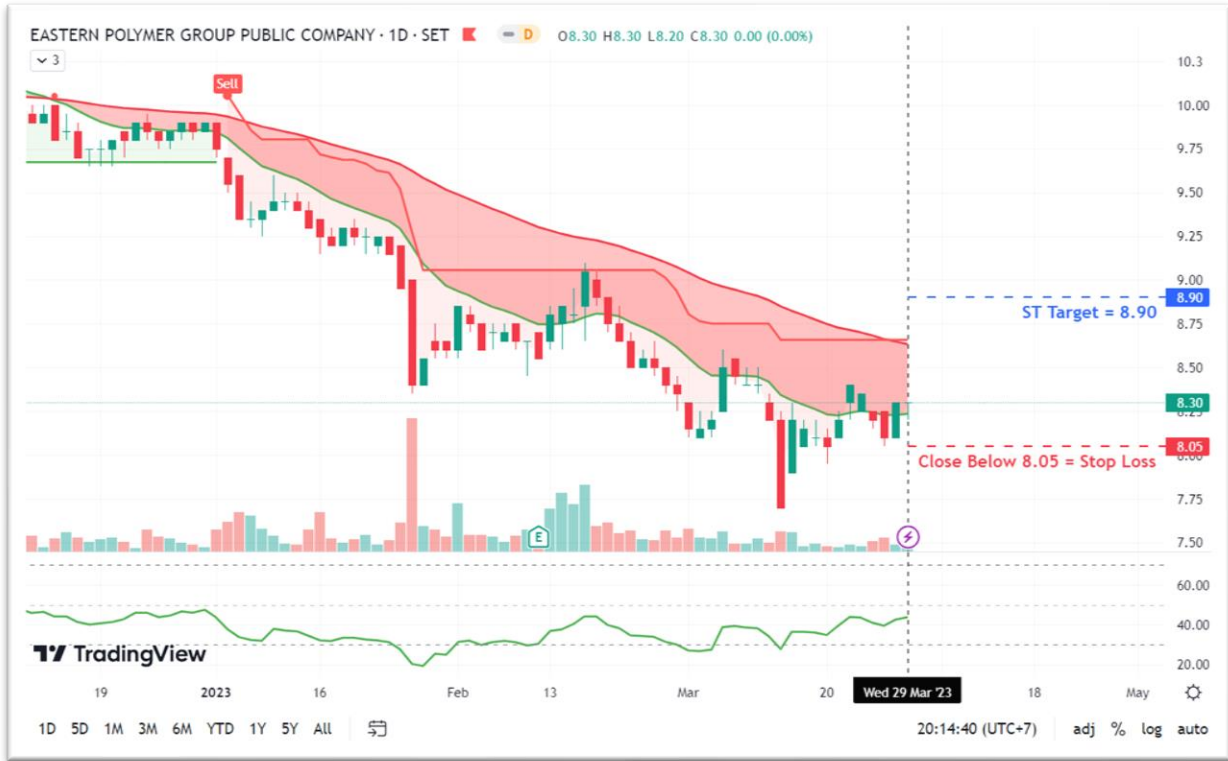 EASTERN POLYMER GROUP PUBLIC COMPANY · 1D · SET D O8.30 H8.30 L8.20 C8.30 0.00 (0.00%)
3
10.3
Sell
10.00
9.75
9.50
9.25
9.00
8.90
ST Target = 8.90
8.75
8.50
8.30
8.25
8.05
Close Below 8.05 = Stop Loss
8.00
7.75
E
7.50
60.00
40.00
TradingView
20.00
19 2023 16 Feb 13 Mar 20 Wed 29 Mar '23 18 May
1D 5D 1M 3M 6M YTD 1Y 5Y All 20:14:40 (UTC+7) adj % log auto